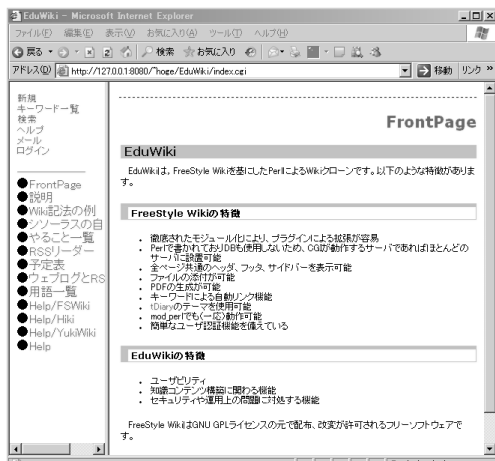 EduWiki - Microsoft Internet Explorer
ファイル(F) 編集(E) 表示(V) お気に入り(A) ツール(T) ヘルプ(H)
戻る 検索 お気に入り
アドレス(D) http://127.0.0.1:8080/~hoge/EduWiki/index.cgi 移動 リンク »
新規
キーワード一覧
検索
ヘルプ
メール
ログイン
●FrontPage
●説明
●Wiki記法の例
●シソーラスの自
●やること一覧
●RSSリーダー
●予定表
●ウェブログとRS
●用語一覧
●Help/FSWiki
●Help/Hiki
●Help/YukiWiki
●Help
FrontPage
EduWiki
EduWikiは, FreeStyle Wikiを基にしたPerlによるWikiクローンです。以下のような特徴がありま
す。
FreeStyle Wikiの特徴
・ 徹底されたモジュール化により、プラグインによる拡張が容易
・ Perlで書かれておりDBも使用しないため、CGIが動作するサーバであればほとんどの
サーバに設置可能
・ 全ページ共通のヘッダ、フッタ、サイドバーを表示可能
・ ファイルの添付が可能
・ PDFの生成が可能
・ キーワードによる自動リンク機能
・ tDiaryのテーマを使用可能
・ mod_perlでも(一応)動作可能
・ 簡単なユーザ認証機能を備えている
EduWikiの特徴
・ ユーザビリティ
・ 知識コンテンツ構築に関わる機能
・ セキュリティや運用上の問題に対処する機能
FreeStyle WikiはGNU GPLライセンスの元で配布、改変が許可されるフリーソフトウェアで
す。